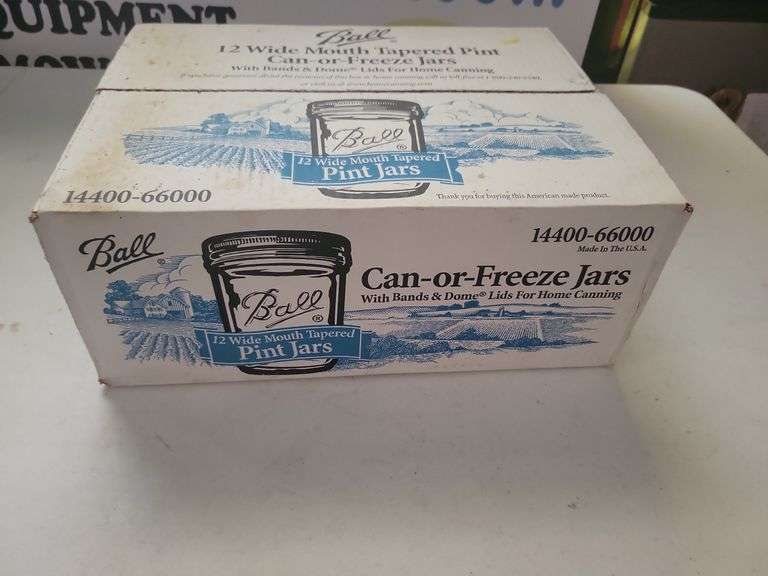 QUIPMENT
Ball
12 Wide Mouth Tapered Pint
Can-or-Freeze Jars
With Bands & Dome® Lids For Home Canning
Ball
®
12 Wide Mouth Tapered
Pint Jars
14400-66000
Thank you for buying this American made product.
Ball®
14400-66000
Made In The U.S.A.
Can-or-Freeze Jars
With Bands & Dome® Lids For Home Canning
Ball
®
12 Wide Mouth Tapered
Pint Jars